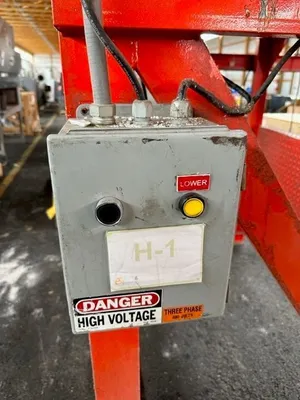 LOWER
H-1
DANGER
HIGH VOLTAGE
THREE PHASE